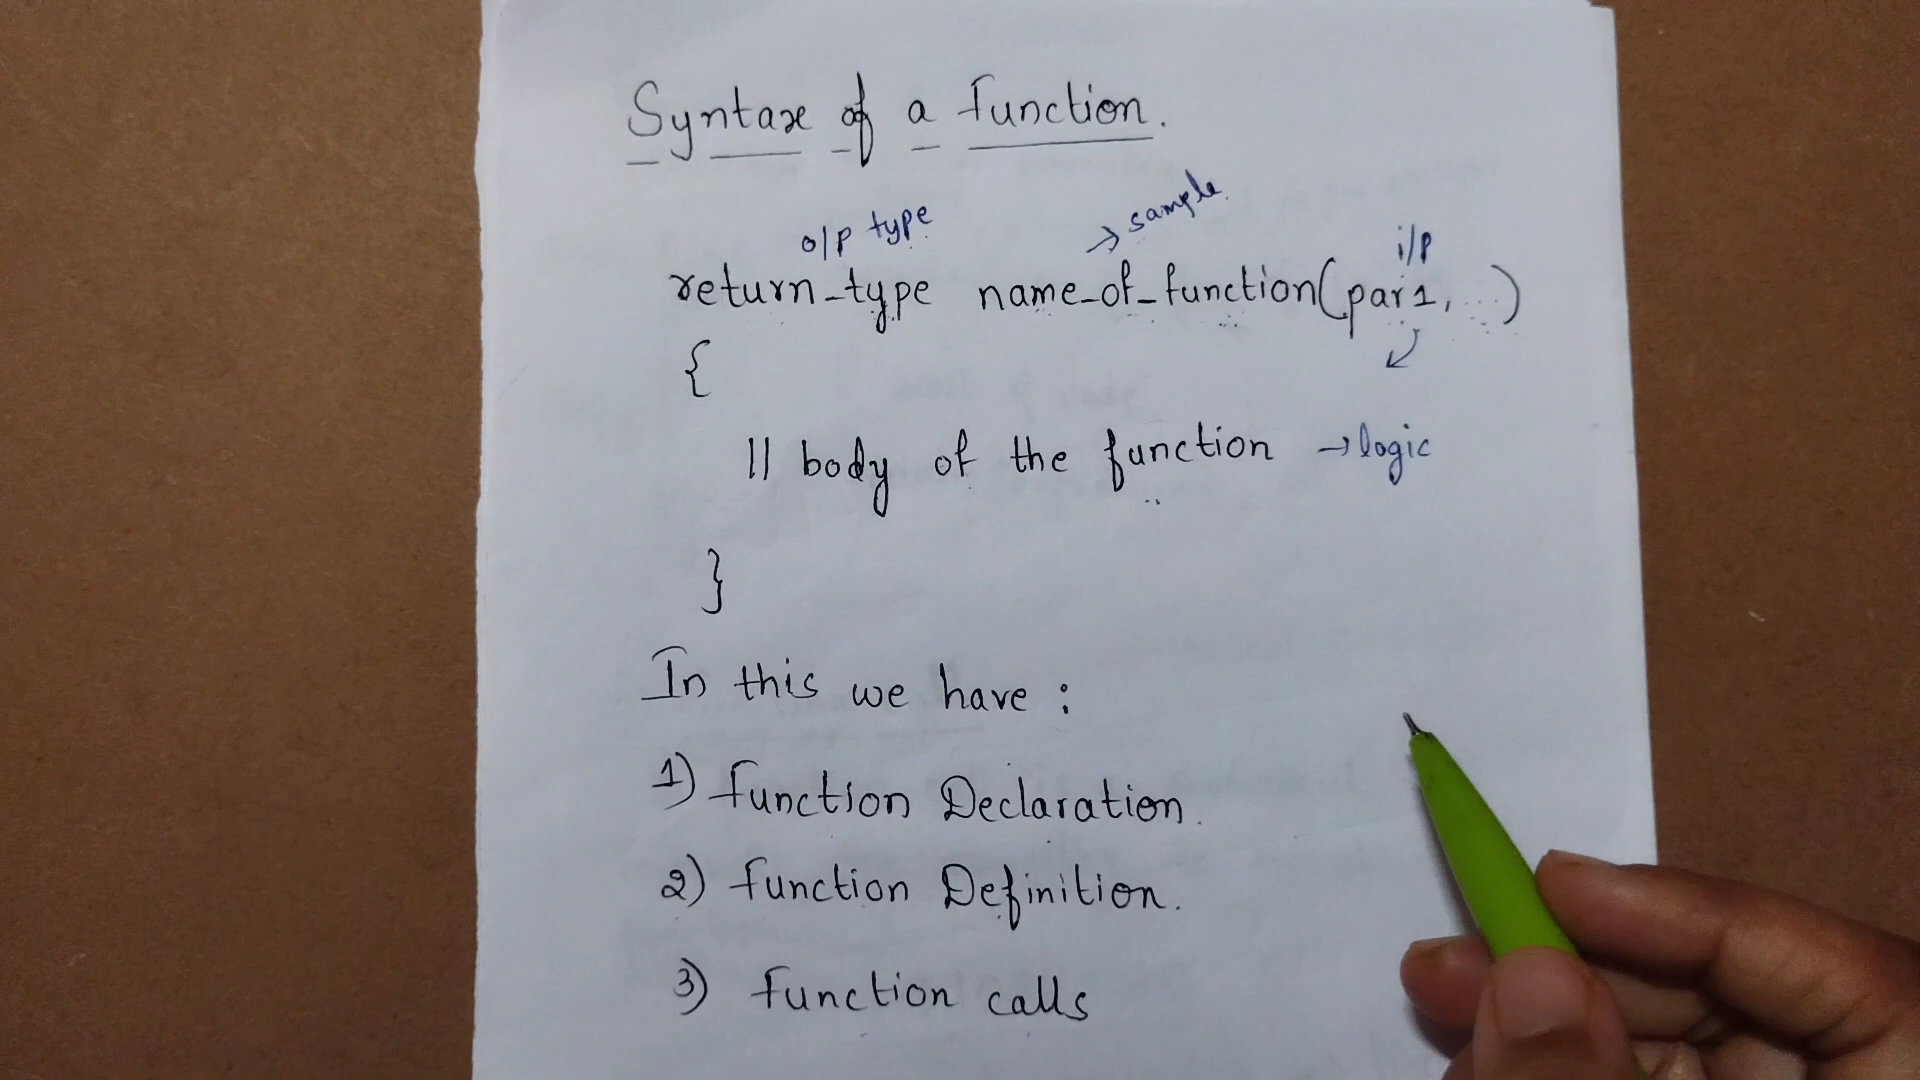 Syntax of a function.
o/p type → sample
i/p
return_type name_of_function(par1, ...)
{
// body of the function → logic
}
In this we have :
1) function Declaration.
2) function Definition.
3) function calls